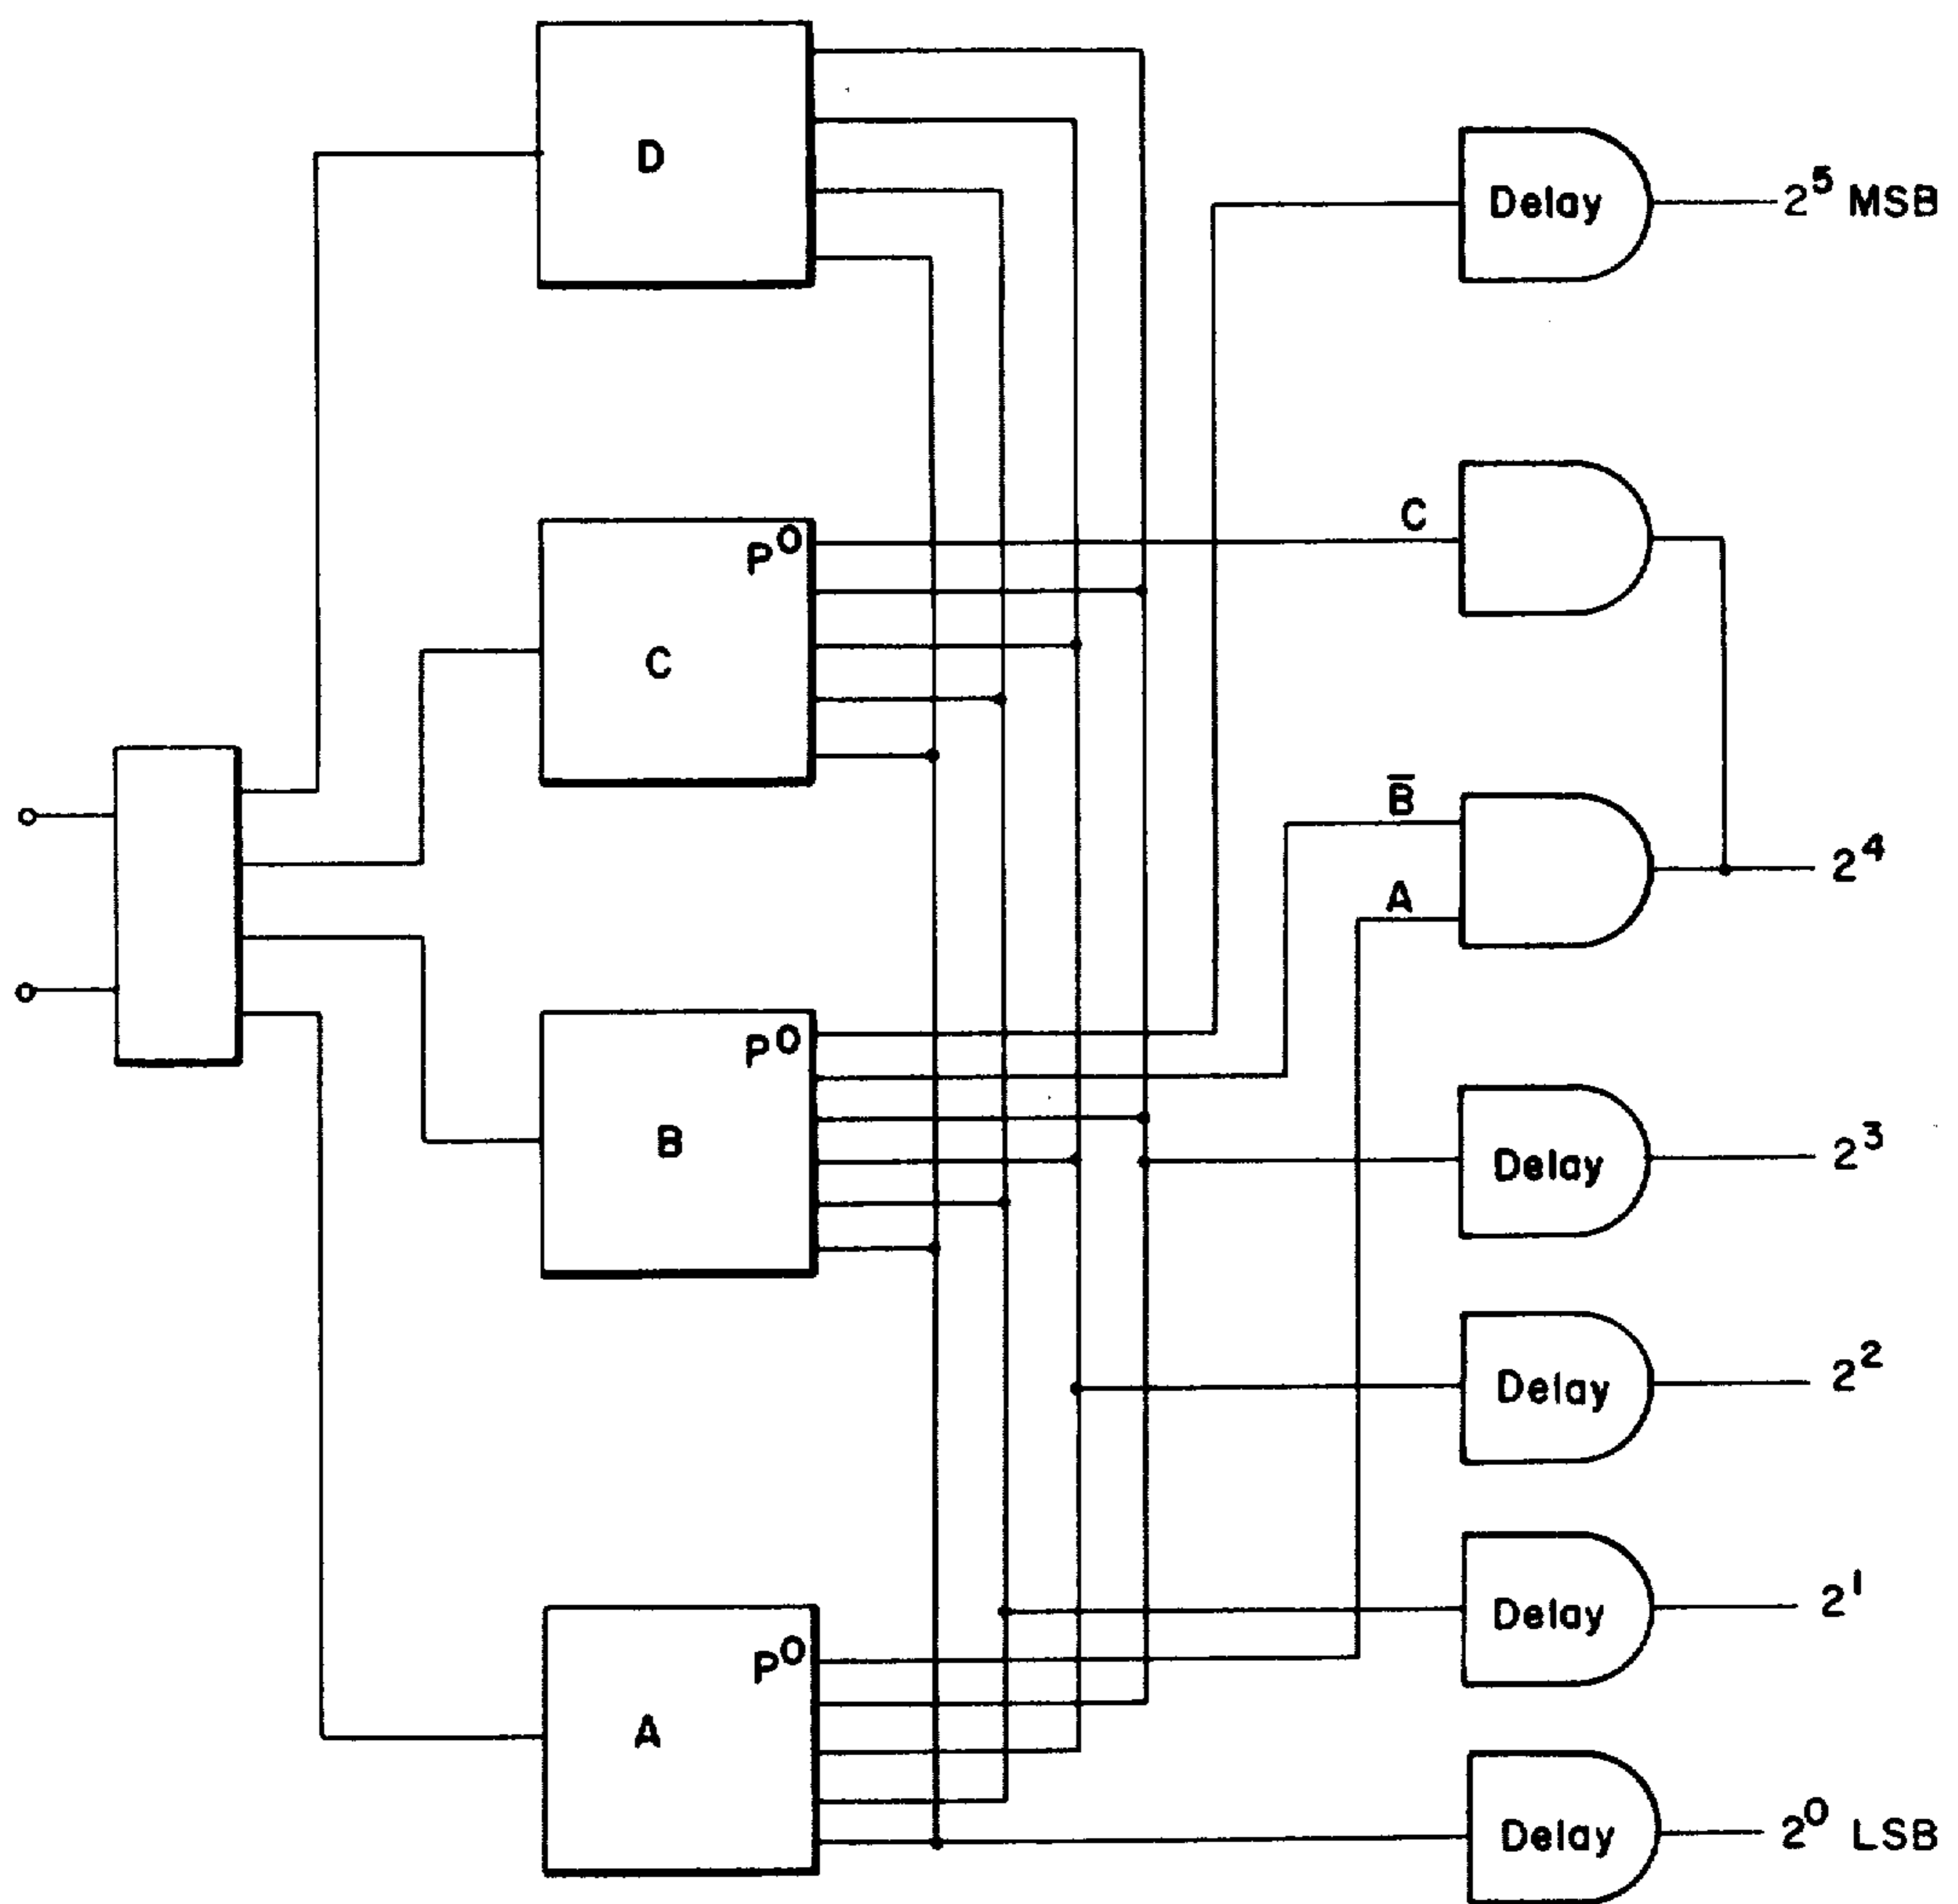 D
Delay
2⁵ MSB
P⁰
C
C
B̅
A
2⁴
P⁰
B
Delay
2³
Delay
2²
Delay
2¹
P⁰
A
Delay
2⁰ LSB